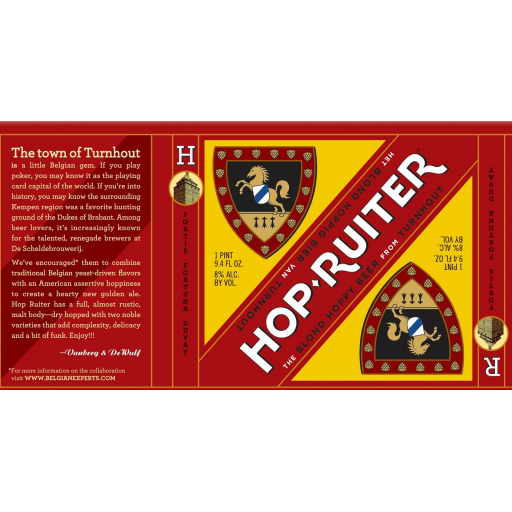 The town of Turnhout
is a little Belgian gem. If you play
poker, you may know it as the playing
card capital of the world. If you're into
history, you may know the surrounding
Kempen region was a favorite hunting
ground of the Dukes of Brabant. Among
beer lovers, it's increasingly known
for the talented, renegade brewers at
De Scheldebrouwerij.
We've encouraged* them to combine
traditional Belgian yeast-driven flavors
with an American assertive hoppiness
to create a hearty new golden ale.
Hop Ruiter has a full, almost rustic,
malt body—dry hopped with two noble
varieties that add complexity, delicacy
and a bit of funk. Enjoy!!!
—Vanberg & DeWulf
*For more information on the collaboration
visit WWW.BELGIANEXPERTS.COM
H
FORTIS FORTUNA DUVAT
1 PINT
9.4 FL OZ.
8% ALC.
BY VOL.
HET BLOND HOPPIG BIER VAN TURNHOUT
HOP RUITER
THE BLOND HOPPY BEER FROM TURNHOUT
1 PINT
9.4 FL OZ
8% ALC.
BY VOL.
FORTIS FORTUNA DUVAT
R